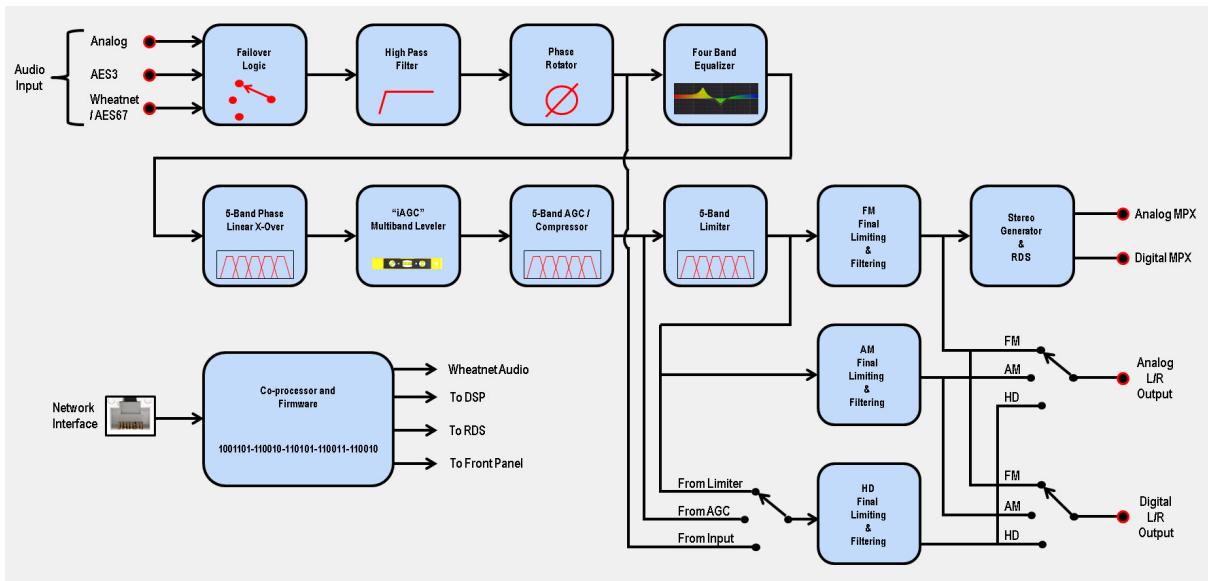 Audio
Input
Analog
AES3
Wheatnet
/ AES67
Failover
Logic
High Pass
Filter
Phase
Rotator
Four Band
Equalizer
5-Band Phase
Linear X-Over
“iAGC”
Multiband Leveler
5-Band AGC /
Compressor
5-Band
Limiter
FM
Final
Limiting
&
Filtering
Stereo
Generator
&
RDS
Analog MPX
Digital MPX
AM
Final
Limiting
&
Filtering
FM
AM
HD
Analog
L/R
Output
Network
Interface
Co-processor and
Firmware
1001101-110010-110101-110011-110010
Wheatnet Audio
To DSP
To RDS
To Front Panel
From Limiter
From AGC
From Input
HD
Final
Limiting
&
Filtering
FM
AM
HD
Digital
L/R
Output